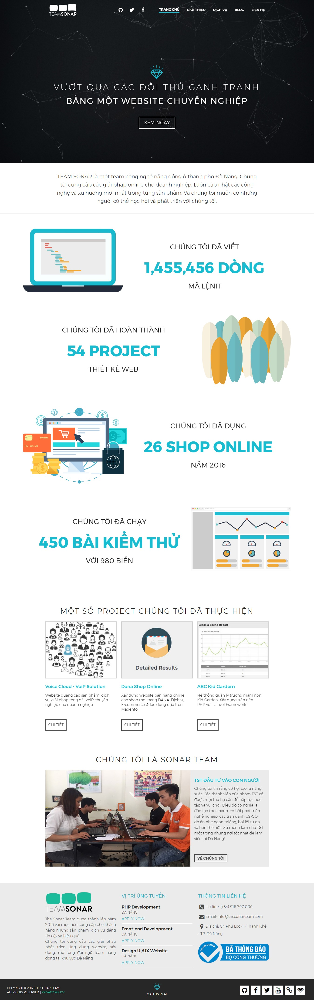 TEAMSONAR
TRANG CHỦ
GIỚI THIỆU
DỊCH VỤ
BLOG
LIÊN HỆ
VƯỢT QUA CÁC ĐỐI THỦ CẠNH TRANH
BẰNG MỘT WEBSITE CHUYÊN NGHIỆP
XEM NGAY
TEAM SONAR là một team công nghệ năng động ở thành phố Đà Nẵng. Chúng
tôi cung cấp các giải pháp online cho doanh nghiệp. Luôn cập nhật các công
nghệ và xu hướng mới nhất trong từng sản phẩm. Và chúng tôi muốn có những
người có thể học hỏi và phát triển với chúng tôi.
CHÚNG TÔI ĐÃ VIẾT
1,455,456 DÒNG
MÃ LỆNH
CHÚNG TÔI ĐÃ HOÀN THÀNH
54 PROJECT
THIẾT KẾ WEB
BANK NAME
1234 5678 3456
CHÚNG TÔI ĐÃ DỰNG
26 SHOP ONLINE
NĂM 2016
CHÚNG TÔI ĐÃ CHẠY
450 BÀI KIỂM THỬ
VỚI 980 BIẾN
MỘT SỐ PROJECT CHÚNG TÔI ĐÃ THỰC HIỆN
Detailed Results
Leads & Spend Report
Voice Cloud - VoiP Solution
Website quảng cáo sản phẩm, dịch
vụ, giải pháp tổng đài VoiP chuyên
nghiệp cho doanh nghiệp.
CHI TIẾT
Dana Shop Online
Xây dựng website bán hàng online
cho shop thời trang DANA. Dịch vụ
E-commerce được dựng dựa trên
Magento.
CHI TIẾT
ABC Kid Gardern
Hệ thống quản lý trường mầm non
Kid Garden. Xây dựng trên nền
PHP với Laravel Framework.
CHI TIẾT
CHÚNG TÔI LÀ SONAR TEAM
EURO2016
TST ĐẦU TƯ VÀO CON NGƯỜI
Chúng tôi tin rằng cơ hội tạo ra năng
suất. Các thành viên của nhóm TST có
được mọi thứ họ cần để tiếp tục học
tập và vui chơi. Điều đó có nghĩa là
đào tạo thực hành, cơ hội phát triển
nghề nghiệp, các trận đánh CS-GO,
đồ ăn nhẹ ngon miệng, bơi lội tự do
và hơn thế nữa. Sứ mệnh làm cho TST
một trong những nơi tốt nhất để làm
việc tại Đà Nẵng!
VỀ CHÚNG TÔI
TEAMSONAR
The Sonar Team được thành lập năm
2016 với mục tiêu cung cấp cho khách
hàng những sản phẩm, dịch vụ đáng
tin cậy và hiệu quả.
Chúng tôi cung cấp các giải pháp
phát triển ứng dụng website, xây
dựng, mở rộng đội ngũ team năng
động tại khu vực Đà Nẵng
VỊ TRÍ ỨNG TUYỂN
PHP Development
ĐÀ NẴNG
APPLY NOW
Front-end Development
ĐÀ NẴNG
APPLY NOW
Design UI/UX Website
ĐÀ NẴNG
APPLY NOW
THÔNG TIN LIÊN HỆ
Hotline: (+84) 916 797 006
Email: info@thesonarteam.com
Địa chỉ: 04 Phú Lộc 4 - Thanh Khê
- TP. Đà Nẵng
ONLINE.GOV.VN
ĐÃ THÔNG BÁO
BỘ CÔNG THƯƠNG
COPYRIGHT © 2017 THE SONAR TEAM.
ALL RIGHTS RESERVED. | PRIVACY POLICY
MATH IS REAL
You
Tube